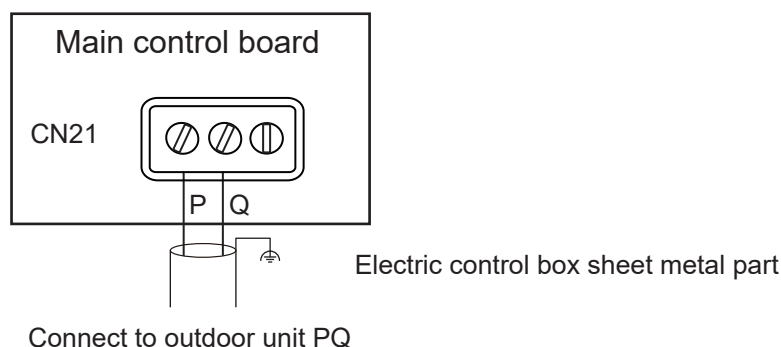 Main control board
CN21
P Q
Electric control box sheet metal part
Connect to outdoor unit PQ